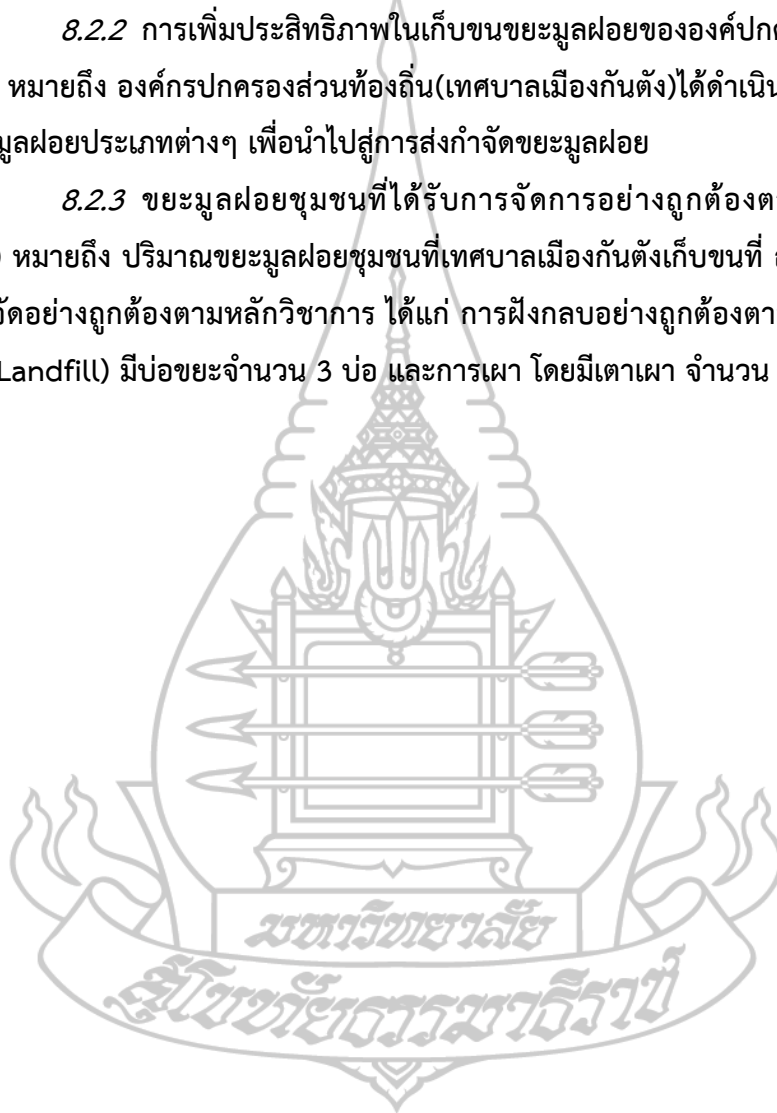 8.2.2 การเพิ่มประสิทธิภาพในเก็บขนขยะมูลฝอยขององค์ปก
หมายถึง องค์กรปกครองส่วนท้องถิ่น(เทศบาลเมืองกันตัง)ได้ดำเนิน
มูลฝอยประเภทต่างๆ เพื่อนำไปสู่การส่งกำจัดขยะมูลฝอย
8.2.3 ขยะมูลฝอยชุมชนที่ได้รับการจัดการอย่างถูกต้อง
) หมายถึง ปริมาณขยะมูลฝอยชุมชนที่เทศบาลเมืองกันตังเก็บขนที่
จัดอย่างถูกต้องตามหลักวิชาการ ได้แก่ การฝังกลบอย่างถูกต้อง
Landfill) มีบ่อขยะจำนวน 3 บ่อ และการเผา โดยมีเตาเผา จำนวน
มหาวิทยาลัย
สุโขทัยธรรมาธิราช